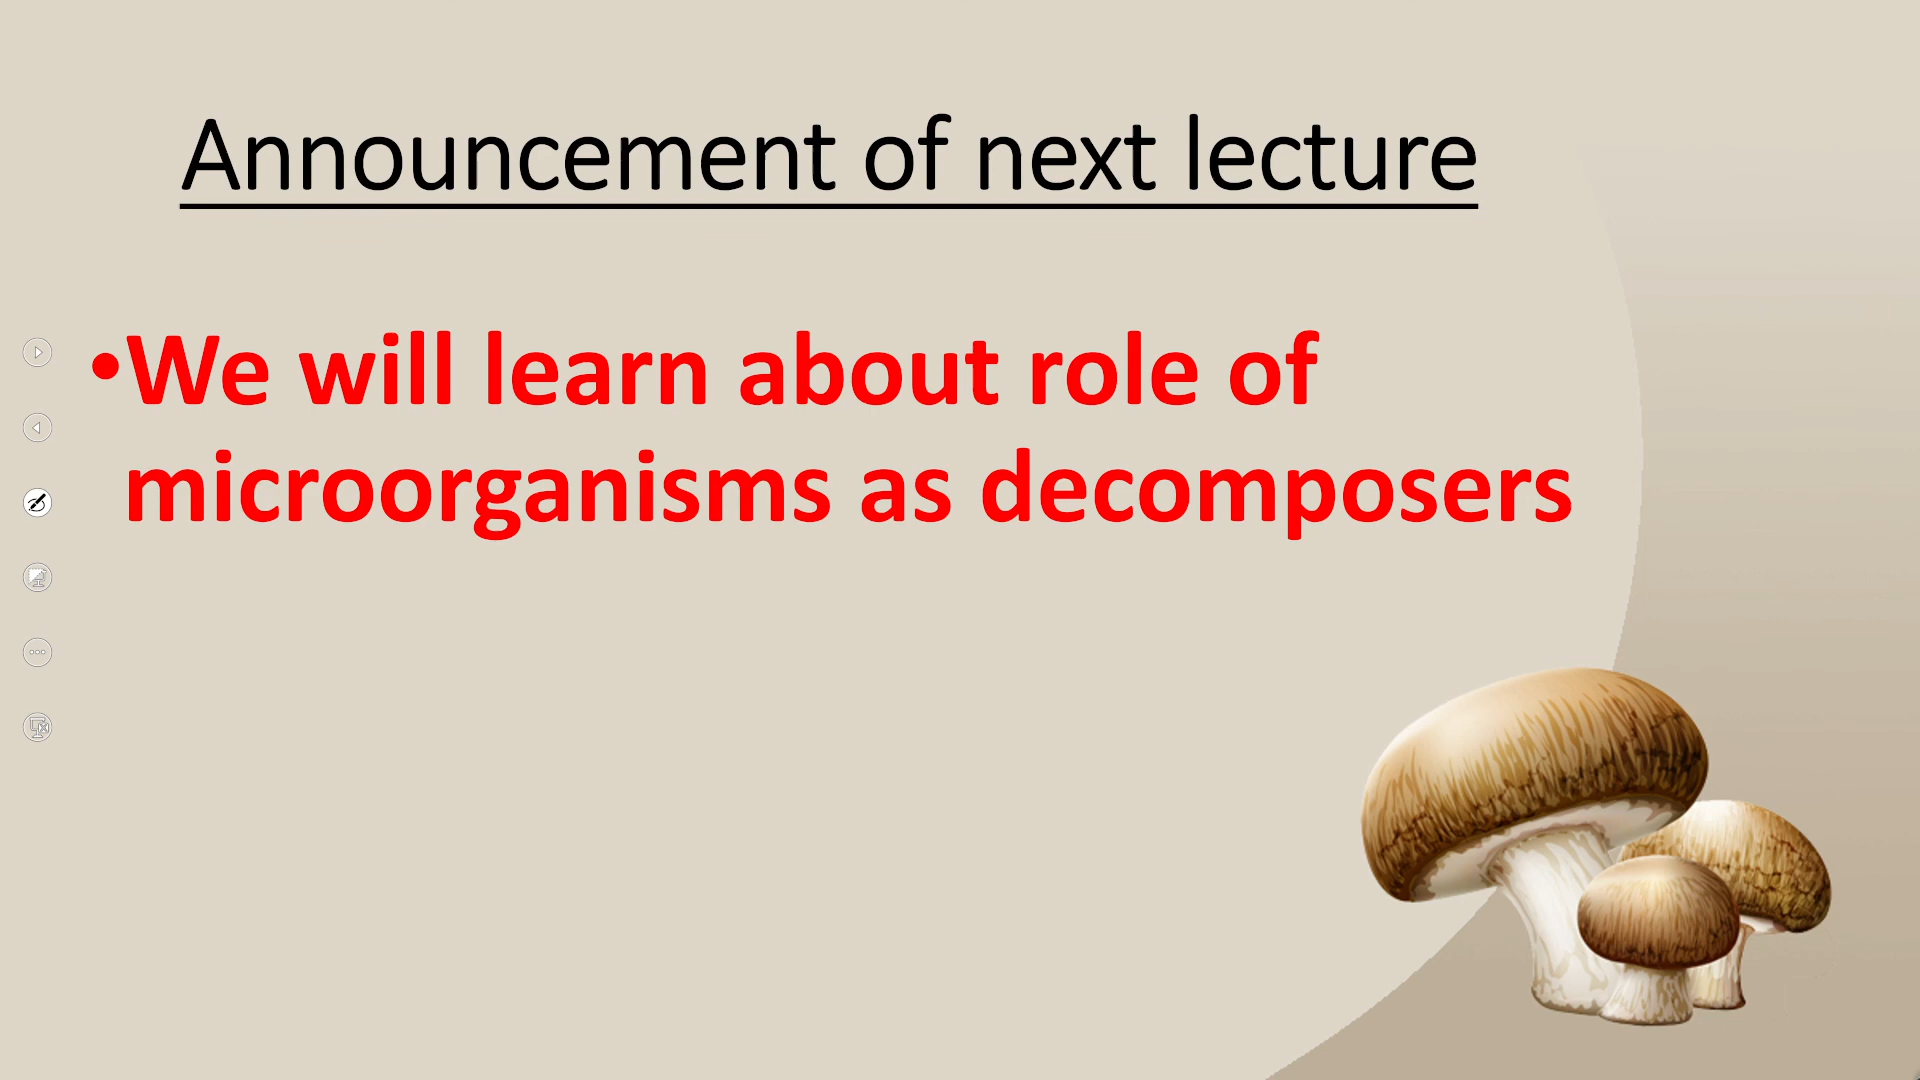 Announcement of next lecture
•We will learn about role of
microorganisms as decomposers